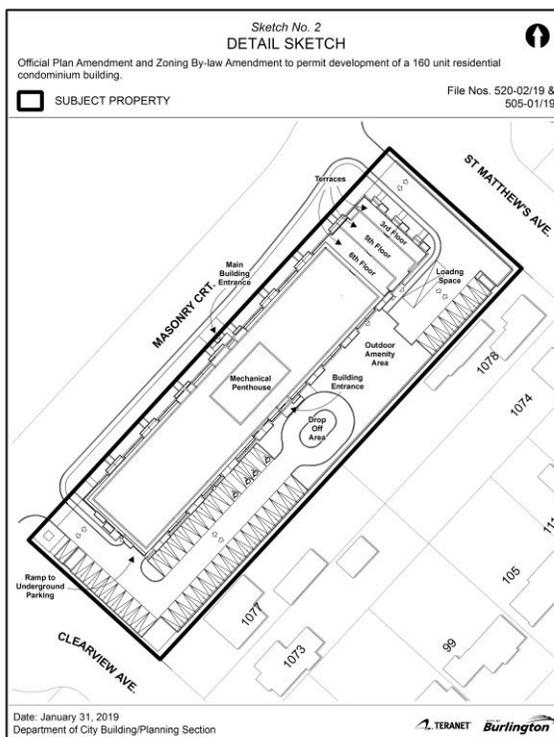 Sketch No. 2
DETAIL SKETCH
Official Plan Amendment and Zoning By-law Amendment to permit development of a 160 unit residential
condominium building.
SUBJECT PROPERTY
File Nos. 520-02/19 &
505-01/19
ST MATTHEW'S AVE.
Terraces
3rd Floor
5th Floor
6th Floor
Loadng
Space
Main
Building
Entrance
MASONRY CRT.
Outdoor
Amenity
Area
Mechanical
Penthouse
Building
Entrance
Drop
Off
Area
1078
1074
105
99
1077
1073
Ramp to
Underground
Parking
CLEARVIEW AVE.
Date: January 31, 2019
Department of City Building/Planning Section
TERANET
Burlington